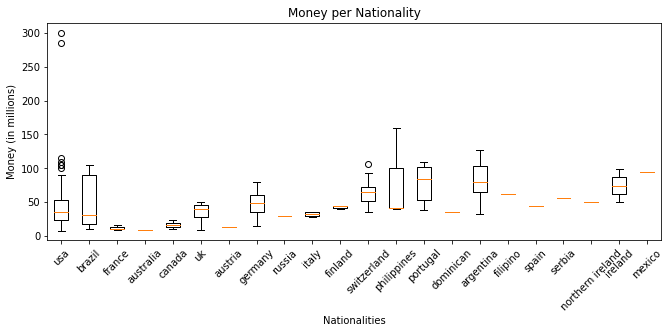 Money per Nationality
Money (in millions)
300
250
200
150
100
50
0
usa
brazil
france
australia
canada
uk
austria
germany
russia
italy
finland
switzerland
philippines
portugal
dominican
argentina
filipino
spain
serbia
northern ireland
ireland
mexico
Nationalities